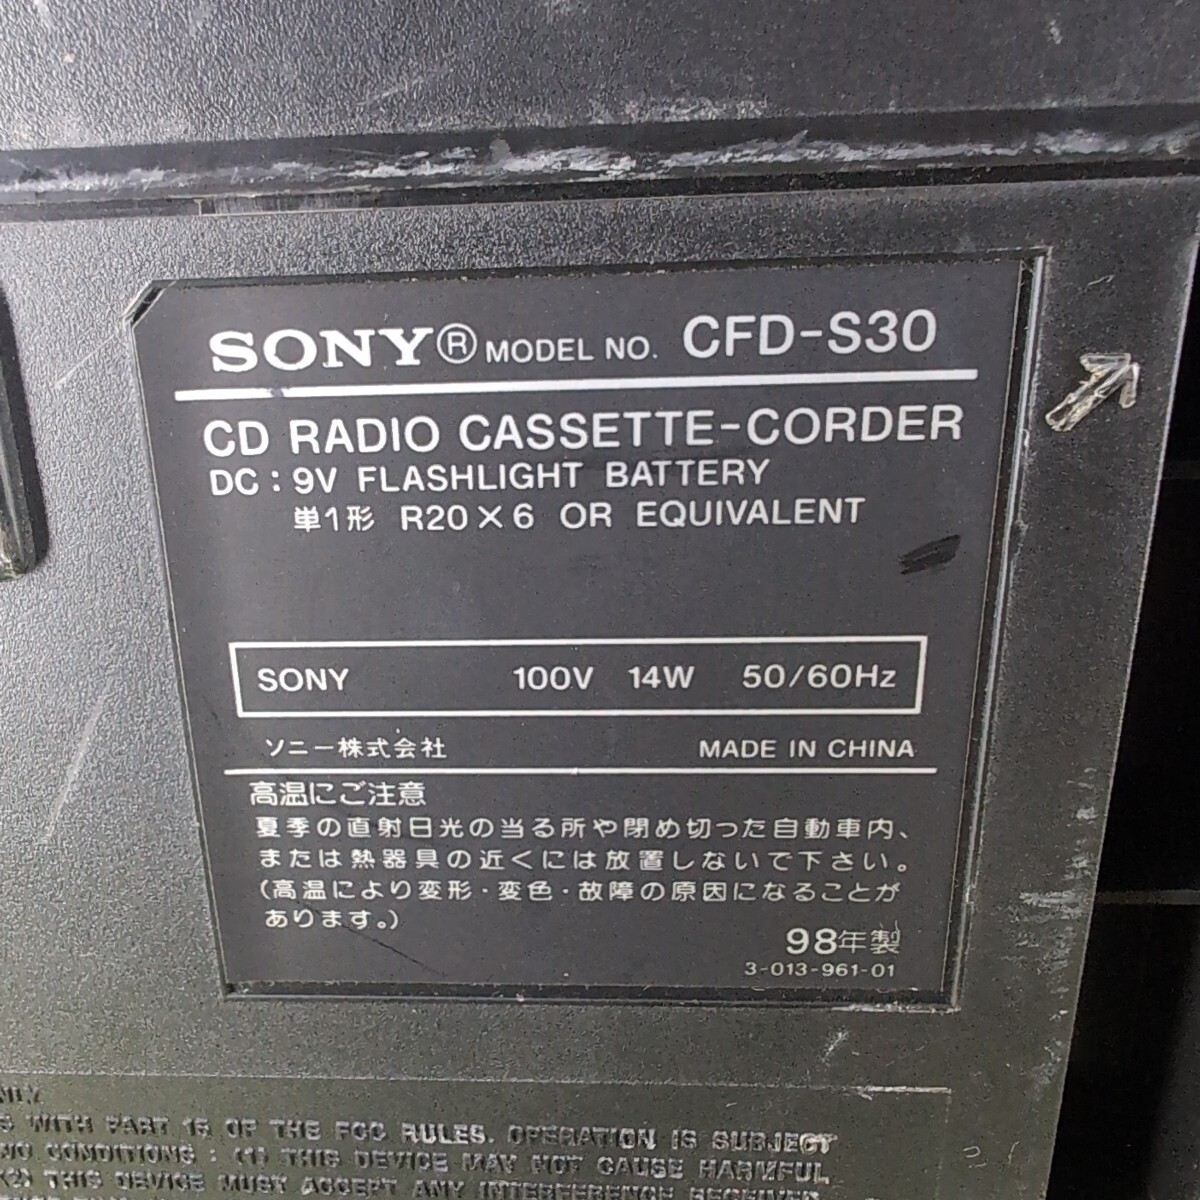 SONY® MODEL NO. CFD-S30
CD RADIO CASSETTE-CORDER
DC : 9V FLASHLIGHT BATTERY
単1形 R20×6 OR EQUIVALENT
SONY 100V 14W 50/60Hz
ソニー株式会社 MADE IN CHINA
高温にご注意
夏季の直射日光の当る所や閉め切った自動車内、
または熱器具の近くには放置しないで下さい。
(高温により変形・変色・故障の原因になることが
あります。)
98年製
3-013-961-01
WITH PART 15 OF THE FCC RULES. OPERATION IS SUBJECT
CONDITIONS : (1) THIS DEVICE MAY NOT CAUSE HARMFUL
(2) THIS DEVICE MUST ACCEPT ANY INTERFERENCE RECEIVED